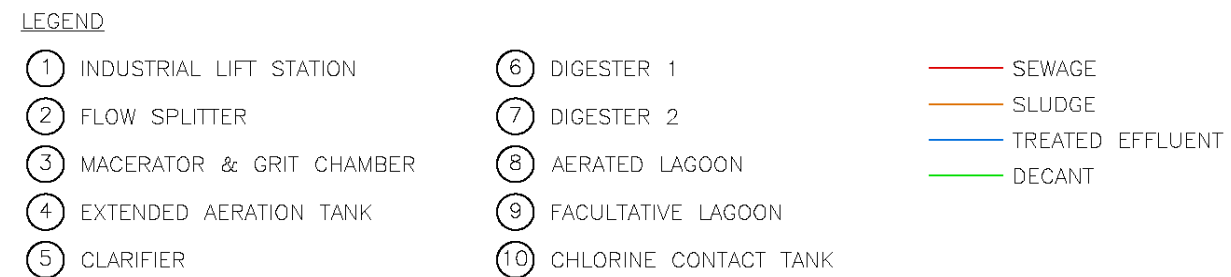 LEGEND
1 INDUSTRIAL LIFT STATION
2 FLOW SPLITTER
3 MACERATOR & GRIT CHAMBER
4 EXTENDED AERATION TANK
5 CLARIFIER
6 DIGESTER 1
7 DIGESTER 2
8 AERATED LAGOON
9 FACULTATIVE LAGOON
10 CHLORINE CONTACT TANK
SEWAGE
SLUDGE
TREATED EFFLUENT
DECANT